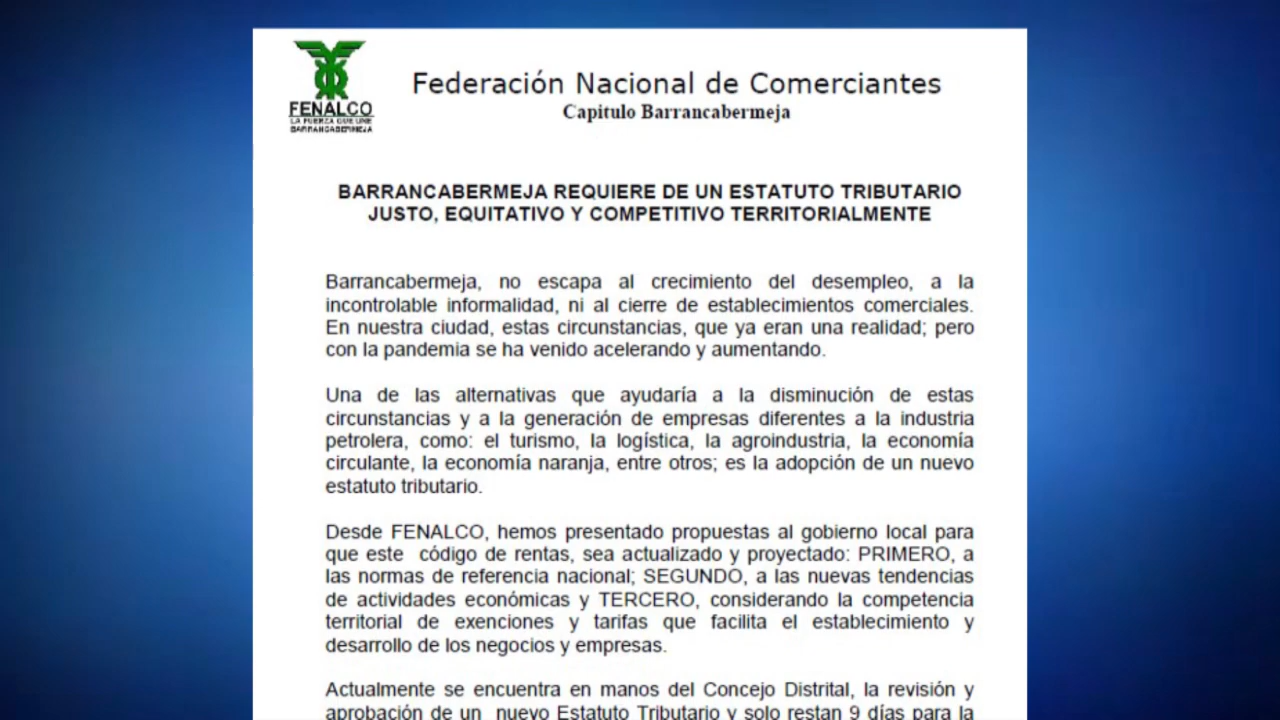 FENALCO
LA FUERZA QUE UNE
BARRANCABERMEJA
Federación Nacional de Comerciantes
Capitulo Barrancabermeja
BARRANCABERMEJA REQUIERE DE UN ESTATUTO TRIBUTARIO
JUSTO, EQUITATIVO Y COMPETITIVO TERRITORIALMENTE
Barrancabermeja, no escapa al crecimiento del desempleo, a la
incontrolable informalidad, ni al cierre de establecimientos comerciales.
En nuestra ciudad, estas circunstancias, que ya eran una realidad; pero
con la pandemia se ha venido acelerando y aumentando.
Una de las alternativas que ayudaría a la disminución de estas
circunstancias y a la generación de empresas diferentes a la industria
petrolera, como: el turismo, la logística, la agroindustria, la economía
circulante, la economía naranja, entre otros; es la adopción de un nuevo
estatuto tributario.
Desde FENALCO, hemos presentado propuestas al gobierno local para
que este código de rentas, sea actualizado y proyectado: PRIMERO, a
las normas de referencia nacional; SEGUNDO, a las nuevas tendencias
de actividades económicas y TERCERO, considerando la competencia
territorial de exenciones y tarifas que facilita el establecimiento y
desarrollo de los negocios y empresas.
Actualmente se encuentra en manos del Concejo Distrital, la revisión y
aprobación de un nuevo Estatuto Tributario y solo restan 9 días para la